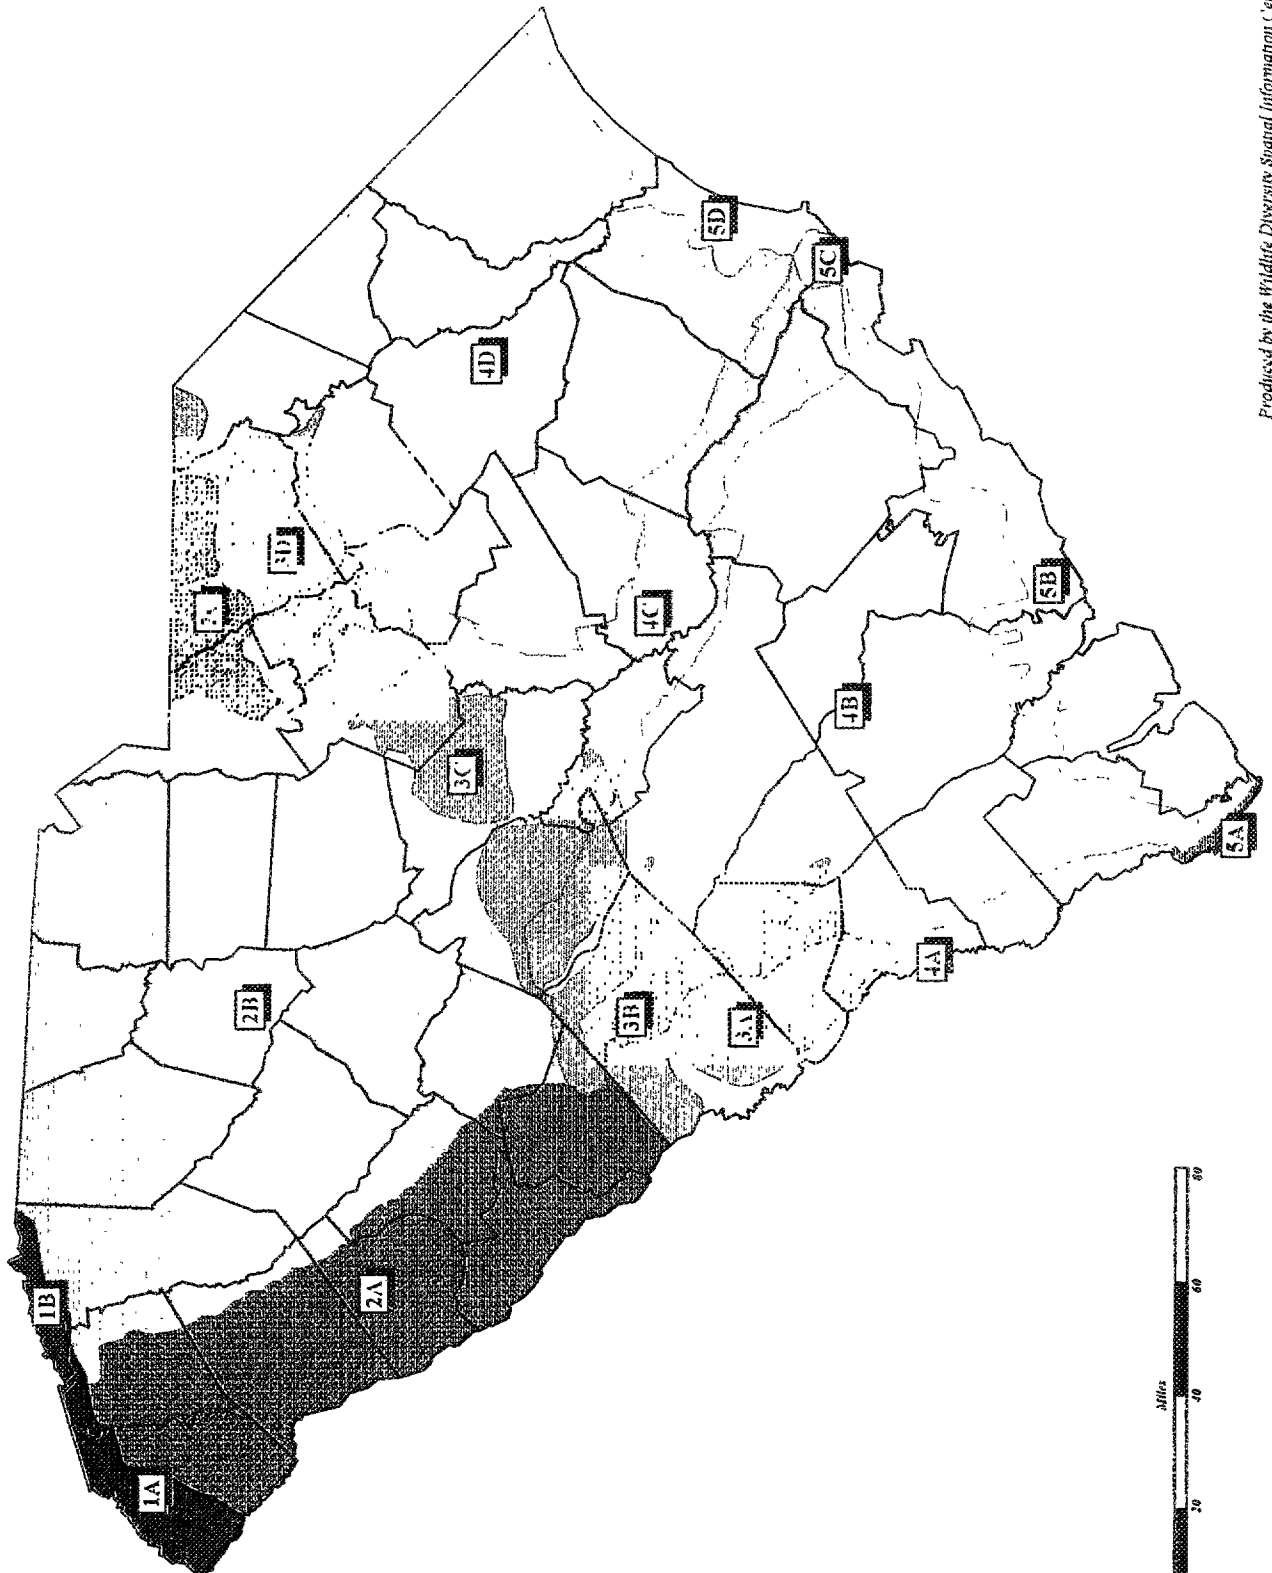 1A
1B
2A
2B
3A
3B
3C
3D
3A
4A
4B
4C
4D
5A
5B
5C
5D
Miles
20
40
60
80
Produced by the Wildlife Diversity Spatial Information